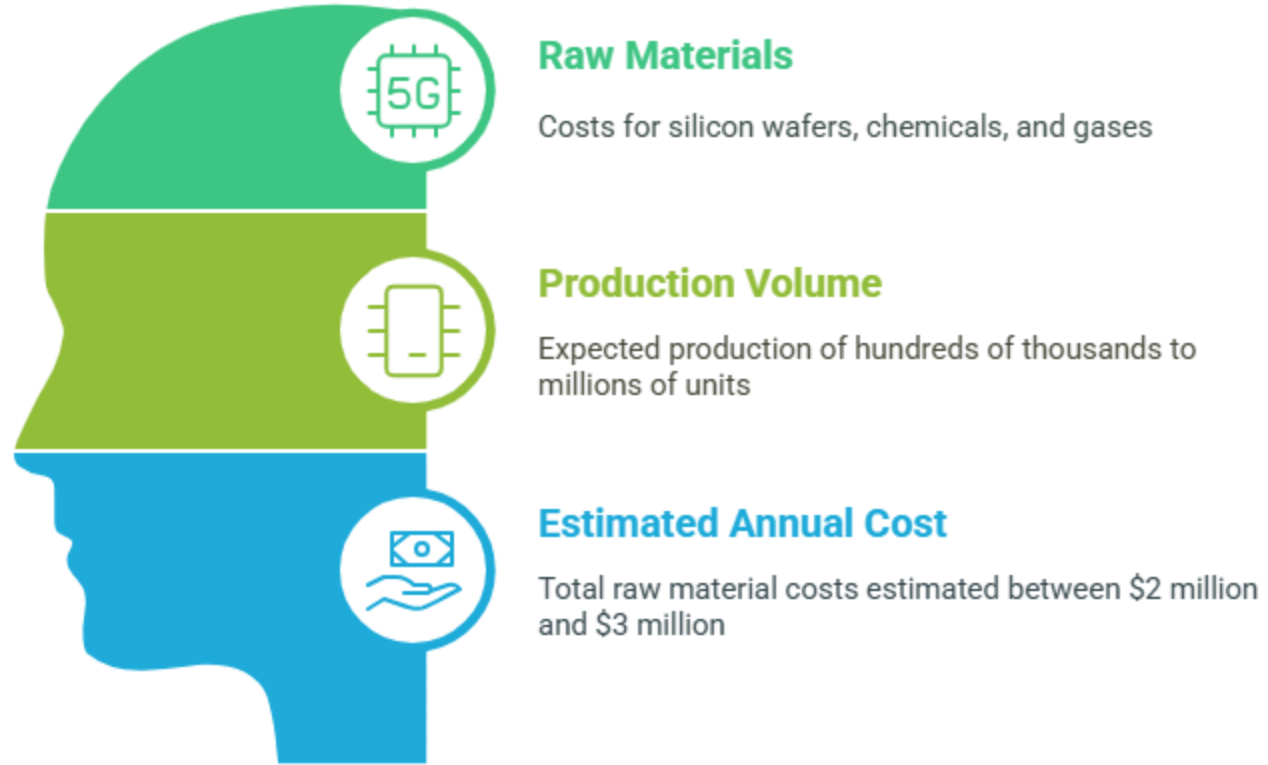 5G
Raw Materials
Costs for silicon wafers, chemicals, and gases
Production Volume
Expected production of hundreds of thousands to
millions of units
Estimated Annual Cost
Total raw material costs estimated between $2 million
and $3 million